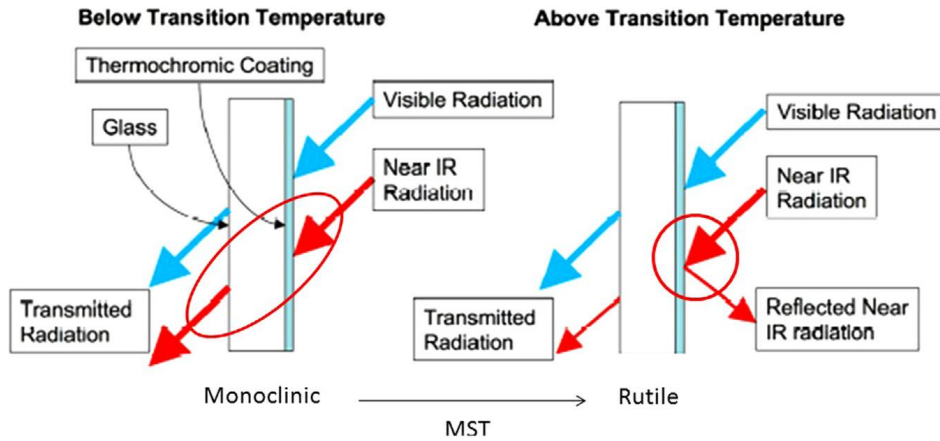 Below Transition Temperature
Above Transition Temperature
Thermochromic Coating
Glass
Visible Radiation
Near IR
Radiation
Transmitted
Radiation
Visible Radiation
Near IR
Radiation
Transmitted
Radiation
Reflected Near
IR radiation
Monoclinic
Rutile
MST